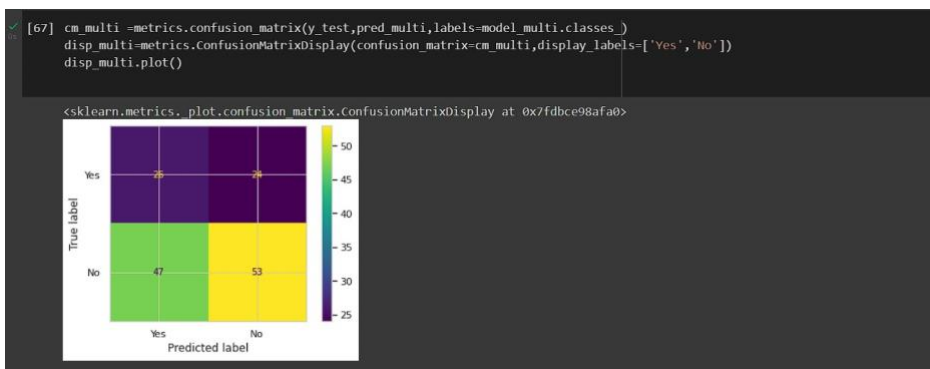 [67] cm_multi =metrics.confusion_matrix(y_test,pred_multi,labels=model_multi.classes_)
disp_multi=metrics.ConfusionMatrixDisplay(confusion_matrix=cm_multi,display_labels=['Yes','No'])
disp_multi.plot()
0s
<sklearn.metrics._plot.confusion_matrix.ConfusionMatrixDisplay at 0x7fdbce98afa0>
Yes
24
No
47
53
True label
Yes
No
Predicted label
50
45
40
35
30
25